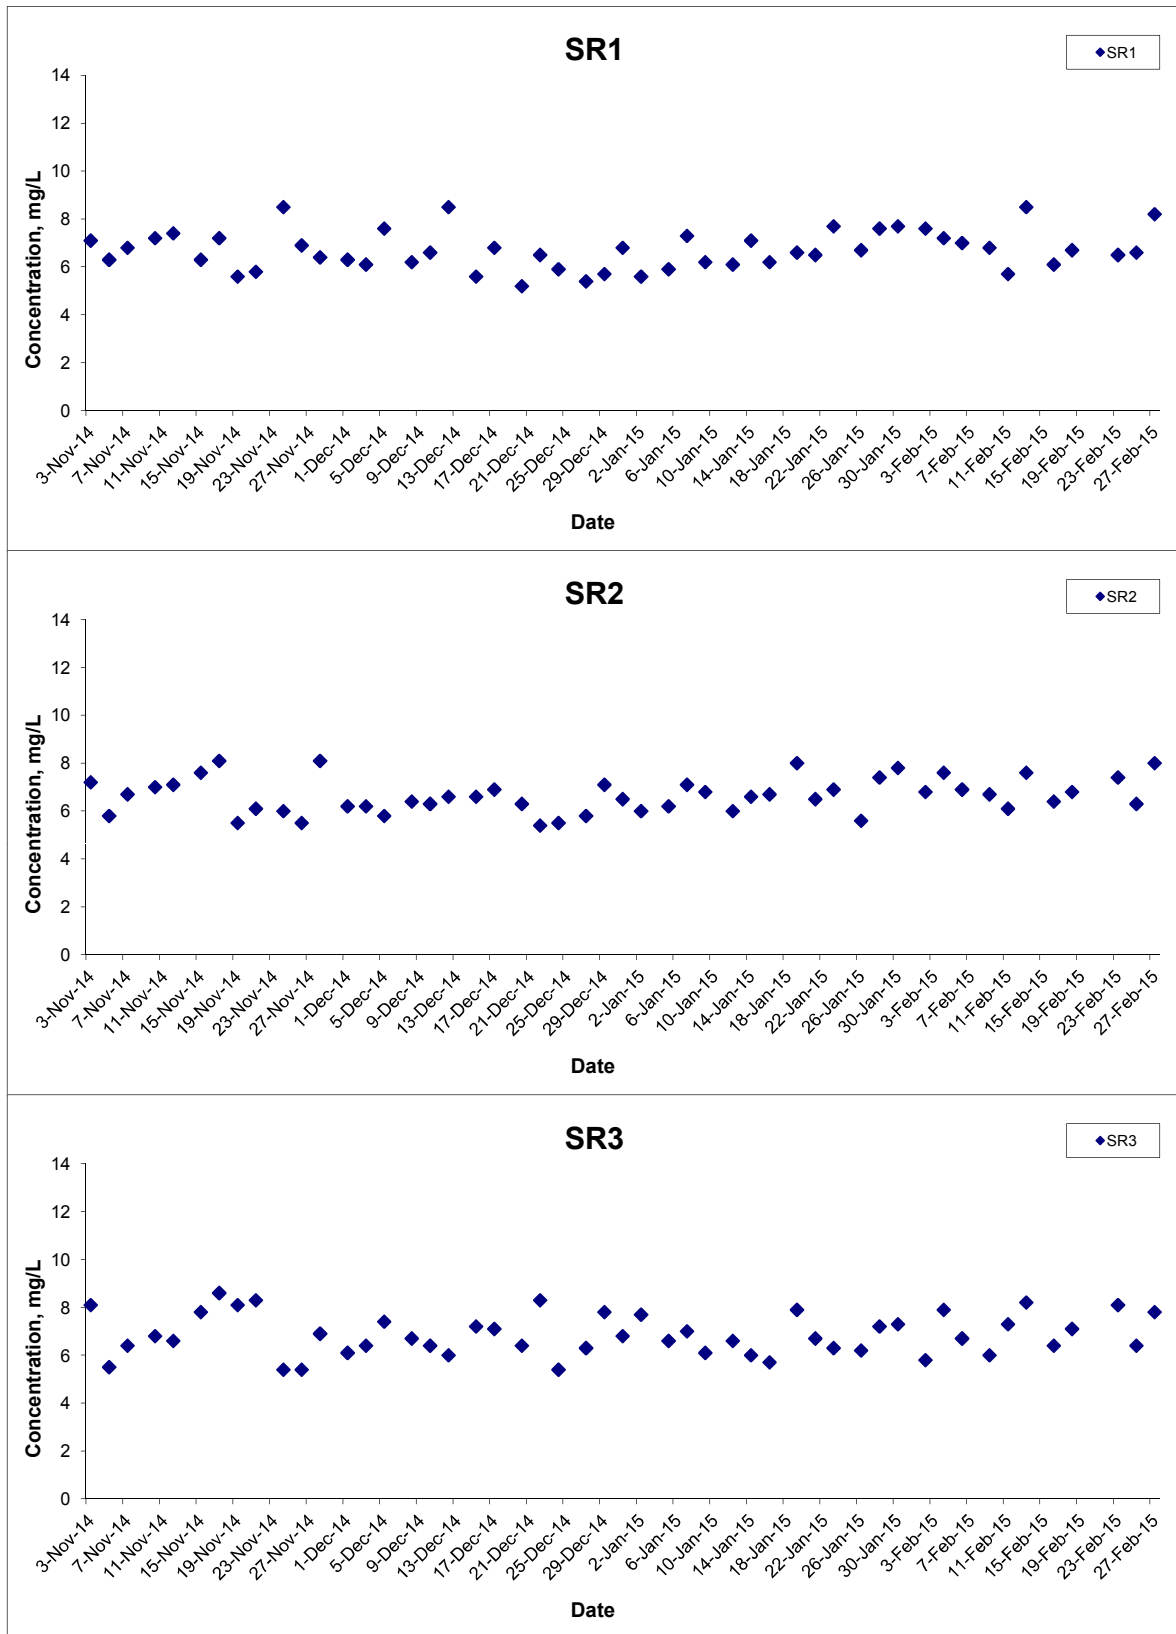 SR1
SR1
Concentration, mg/L
14
12
10
8
6
4
2
0
3-Nov-14
7-Nov-14
11-Nov-14
15-Nov-14
19-Nov-14
23-Nov-14
27-Nov-14
1-Dec-14
5-Dec-14
9-Dec-14
13-Dec-14
17-Dec-14
21-Dec-14
25-Dec-14
29-Dec-14
2-Jan-15
6-Jan-15
10-Jan-15
14-Jan-15
18-Jan-15
22-Jan-15
26-Jan-15
30-Jan-15
3-Feb-15
7-Feb-15
11-Feb-15
15-Feb-15
19-Feb-15
23-Feb-15
27-Feb-15
Date
SR2
SR2
Concentration, mg/L
14
12
10
8
6
4
2
0
3-Nov-14
7-Nov-14
11-Nov-14
15-Nov-14
19-Nov-14
23-Nov-14
27-Nov-14
1-Dec-14
5-Dec-14
9-Dec-14
13-Dec-14
17-Dec-14
21-Dec-14
25-Dec-14
29-Dec-14
2-Jan-15
6-Jan-15
10-Jan-15
14-Jan-15
18-Jan-15
22-Jan-15
26-Jan-15
30-Jan-15
3-Feb-15
7-Feb-15
11-Feb-15
15-Feb-15
19-Feb-15
23-Feb-15
27-Feb-15
Date
SR3
SR3
Concentration, mg/L
14
12
10
8
6
4
2
0
3-Nov-14
7-Nov-14
11-Nov-14
15-Nov-14
19-Nov-14
23-Nov-14
27-Nov-14
1-Dec-14
5-Dec-14
9-Dec-14
13-Dec-14
17-Dec-14
21-Dec-14
25-Dec-14
29-Dec-14
2-Jan-15
6-Jan-15
10-Jan-15
14-Jan-15
18-Jan-15
22-Jan-15
26-Jan-15
30-Jan-15
3-Feb-15
7-Feb-15
11-Feb-15
15-Feb-15
19-Feb-15
23-Feb-15
27-Feb-15
Date